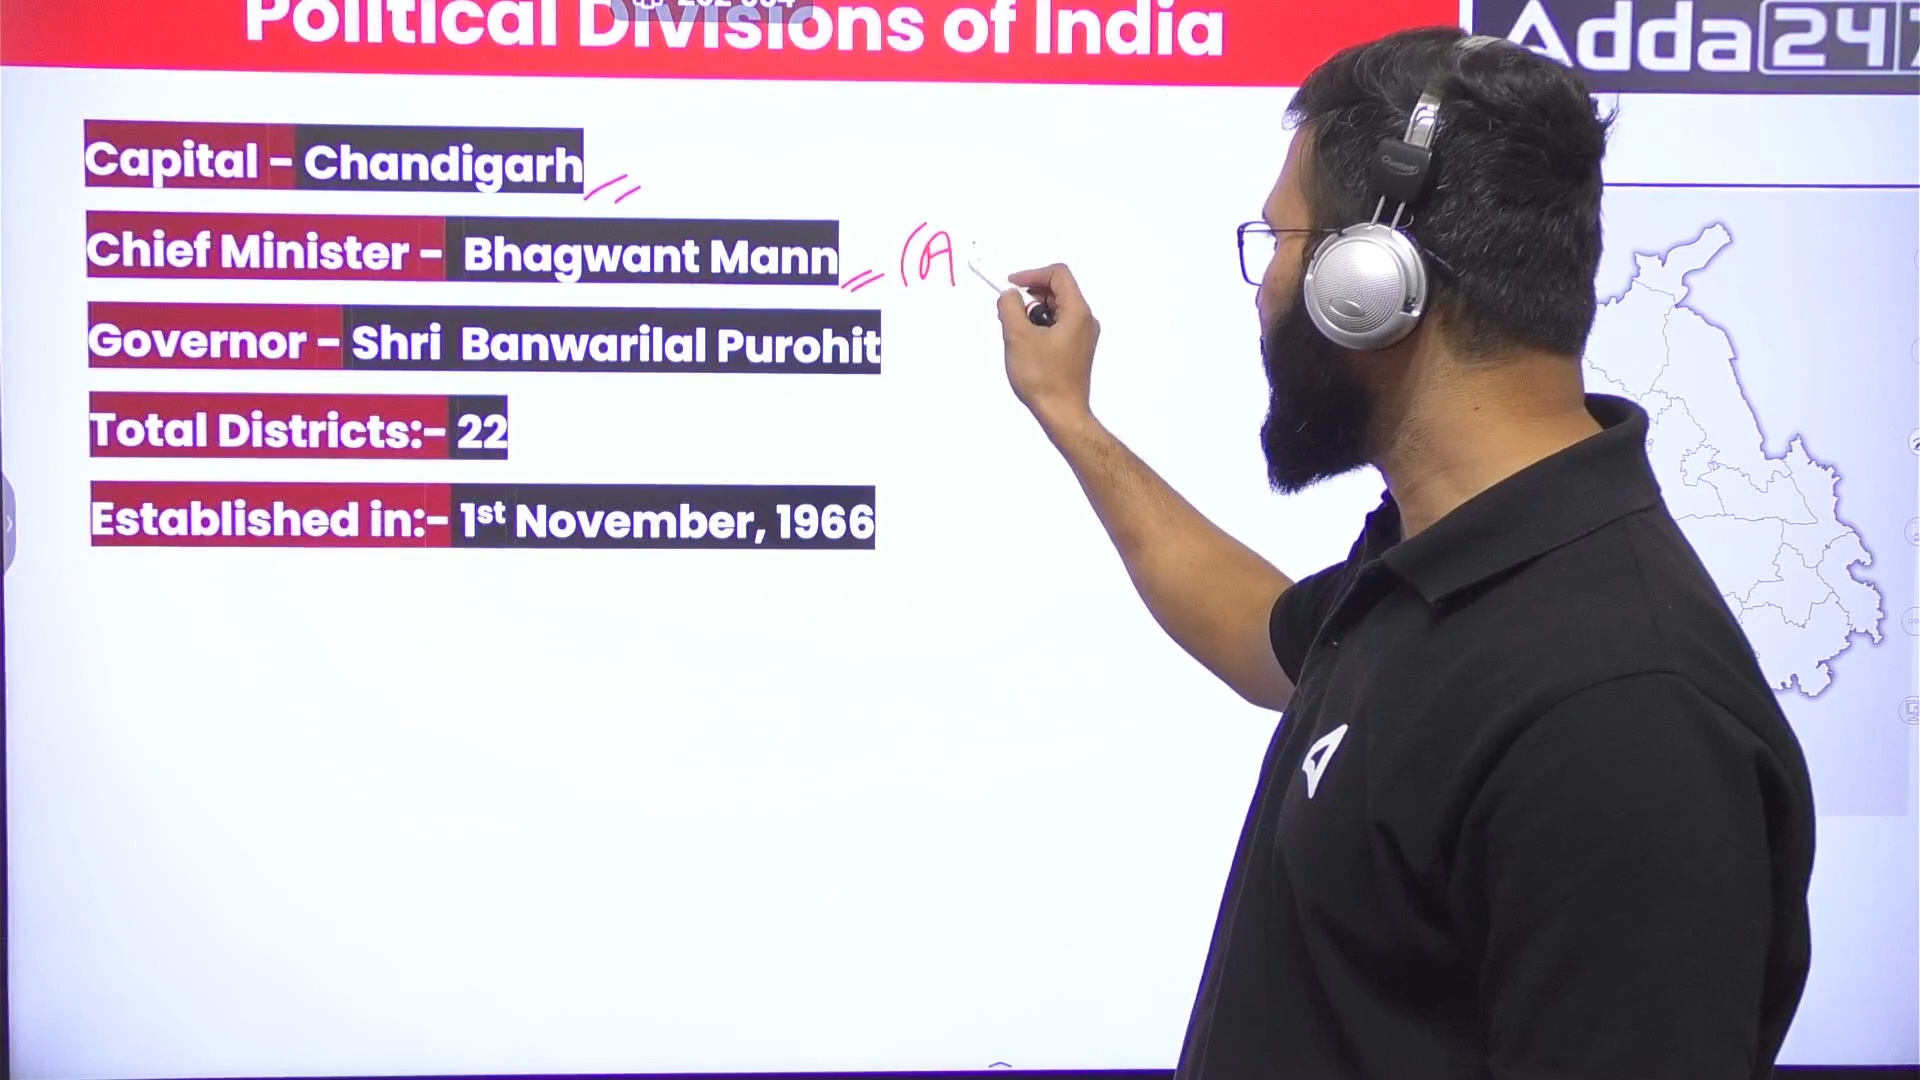 Political Divisions of India
Adda247
Capital - Chandigarh
Chief Minister - Bhagwant Mann (A
Governor - Shri Banwarilal Purohit
Total Districts:- 22
Established in:- 1st November, 1966